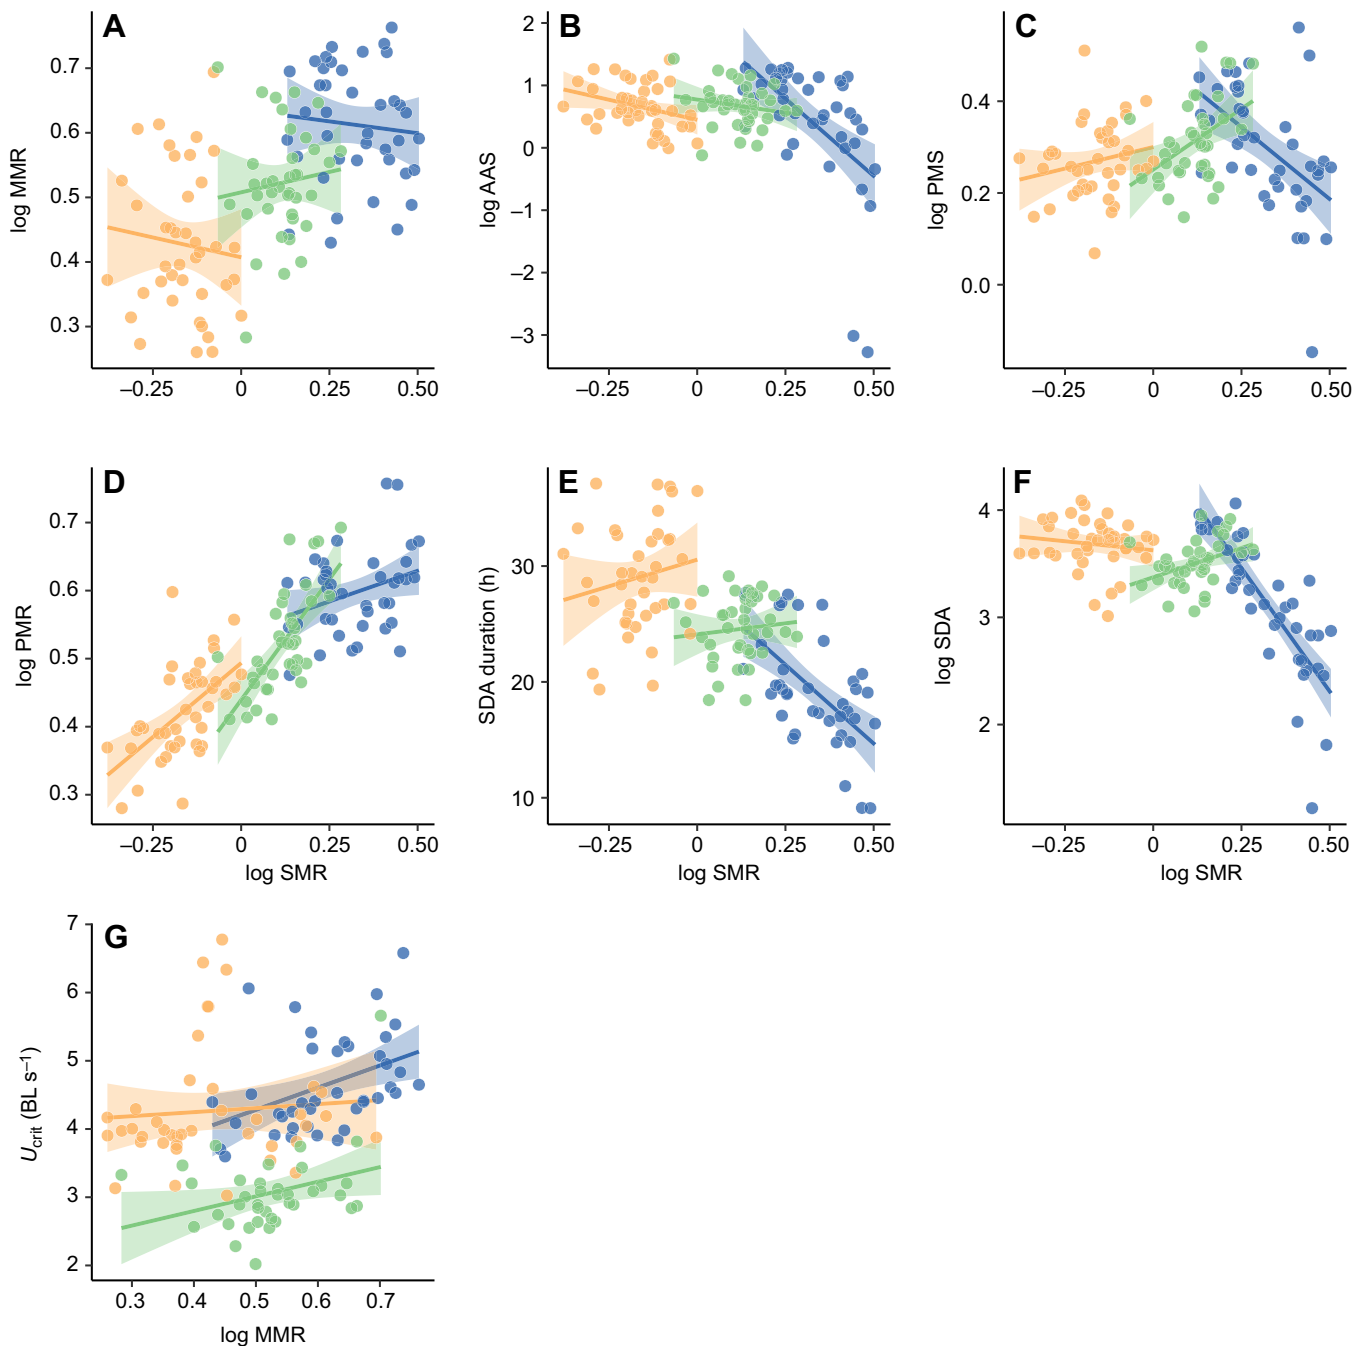 A
log MMR
0.7
0.6
0.5
0.4
0.3
–0.25 0 0.25 0.50
B
log AAS
2
1
0
–1
–2
–3
–0.25 0 0.25 0.50
C
log PMS
0.4
0.2
0.0
–0.25 0 0.25 0.50
D
log PMR
0.7
0.6
0.5
0.4
0.3
–0.25 0 0.25 0.50
log SMR
E
SDA duration (h)
30
20
10
–0.25 0 0.25 0.50
log SMR
F
log SDA
4
3
2
–0.25 0 0.25 0.50
log SMR
G
Ucrit (BL s–1)
7
6
5
4
3
2
0.3 0.4 0.5 0.6 0.7
log MMR